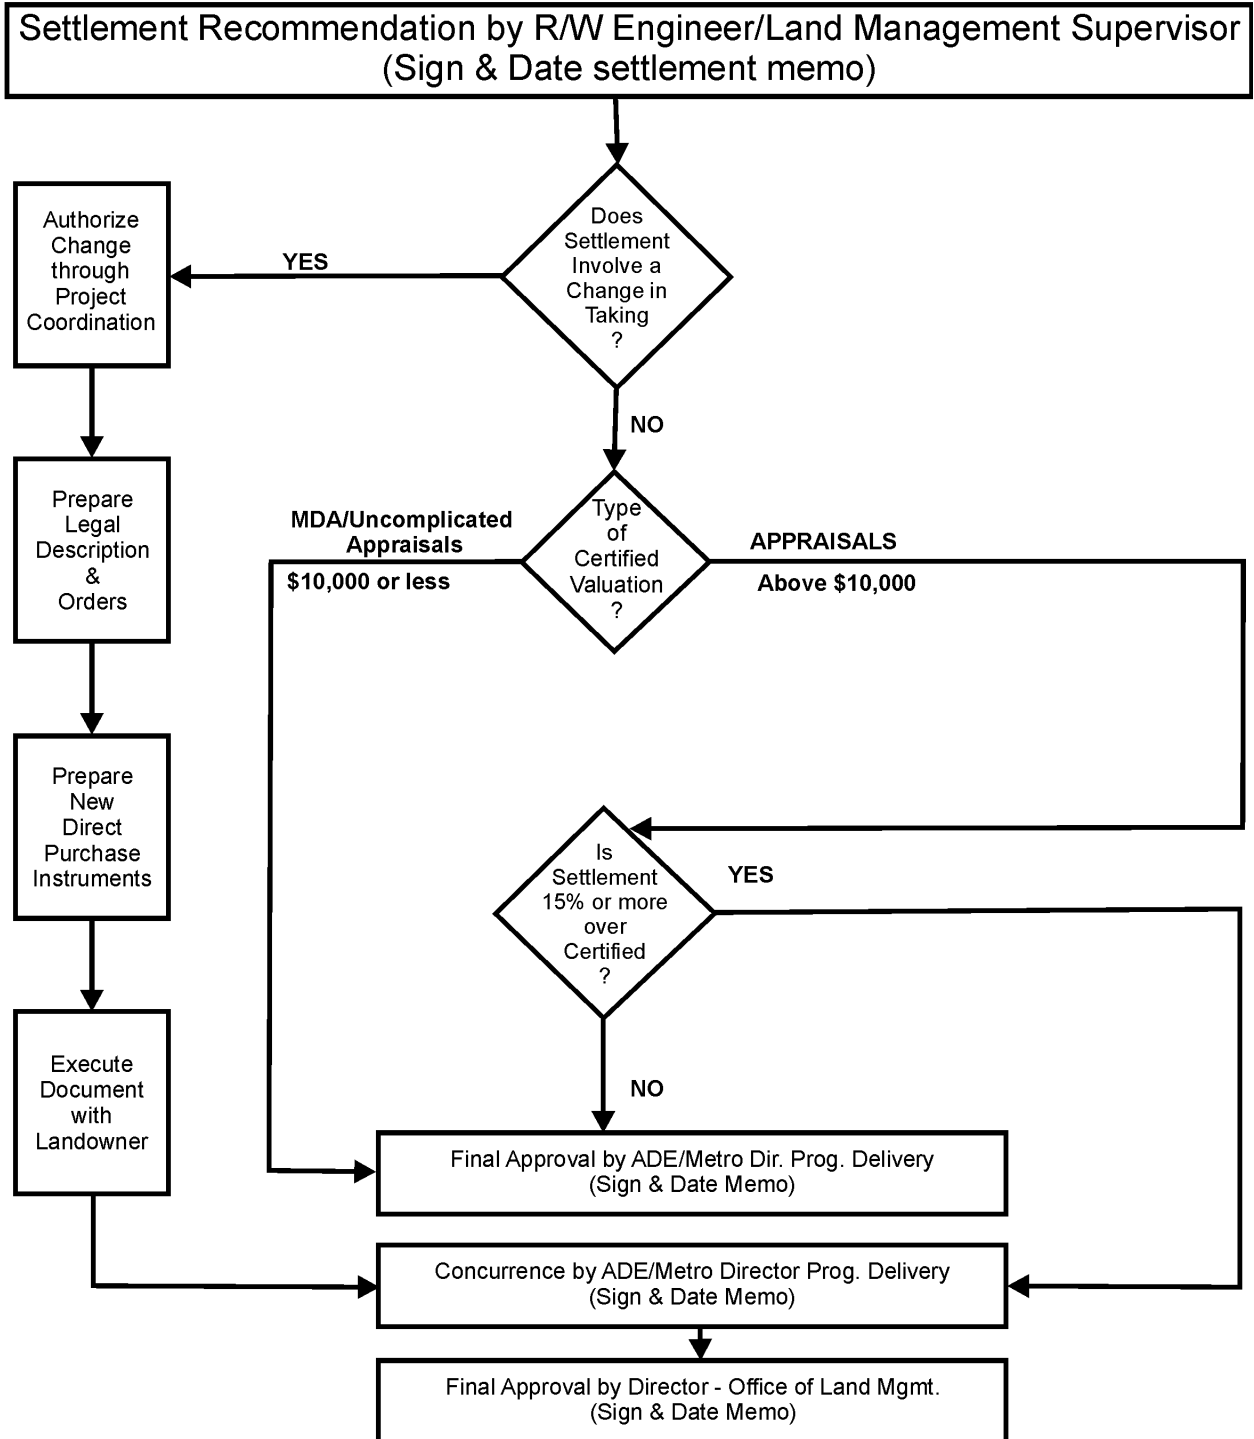 Settlement Recommendation by R/W Engineer/Land Management Supervisor
(Sign & Date settlement memo)
Does
Settlement
Involve a
Change in
Taking
?
YES
Authorize
Change
through
Project
Coordination
NO
Prepare
Legal
Description
&
Orders
Type
of
Certified
Valuation
?
MDA/Uncomplicated
Appraisals
$10,000 or less
APPRAISALS
Above $10,000
Prepare
New
Direct
Purchase
Instruments
Is
Settlement
15% or more
over
Certified
?
YES
NO
Execute
Document
with
Landowner
Final Approval by ADE/Metro Dir. Prog. Delivery
(Sign & Date Memo)
Concurrence by ADE/Metro Director Prog. Delivery
(Sign & Date Memo)
Final Approval by Director - Office of Land Mgmt.
(Sign & Date Memo)